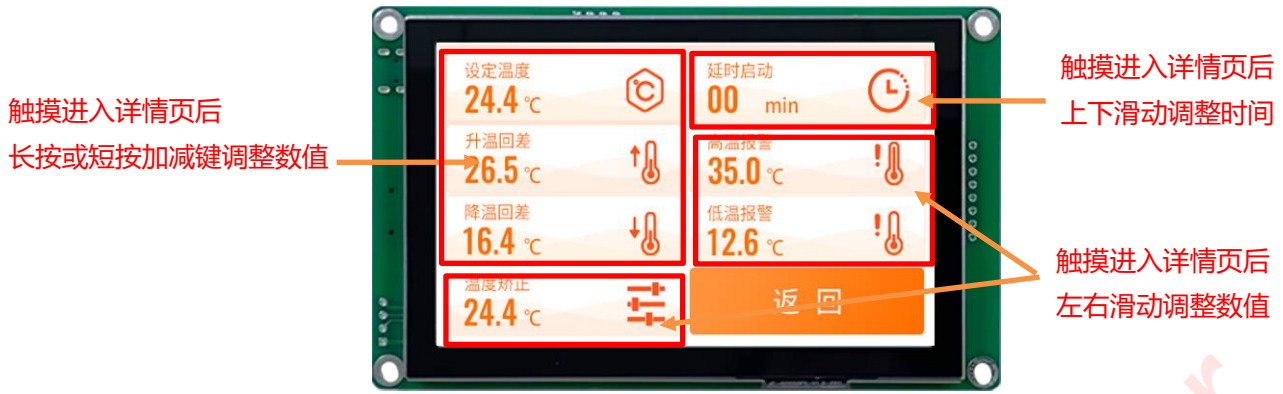 触摸进入详情页后
长按或短按加减键调整数值
设定温度
24.4 ℃
升温回差
26.5 ℃
降温回差
16.4 ℃
温度矫正
24.4 ℃
延时启动
00 min
高温报警
35.0 ℃
低温报警
12.6 ℃
返回
触摸进入详情页后
上下滑动调整时间
触摸进入详情页后
左右滑动调整数值